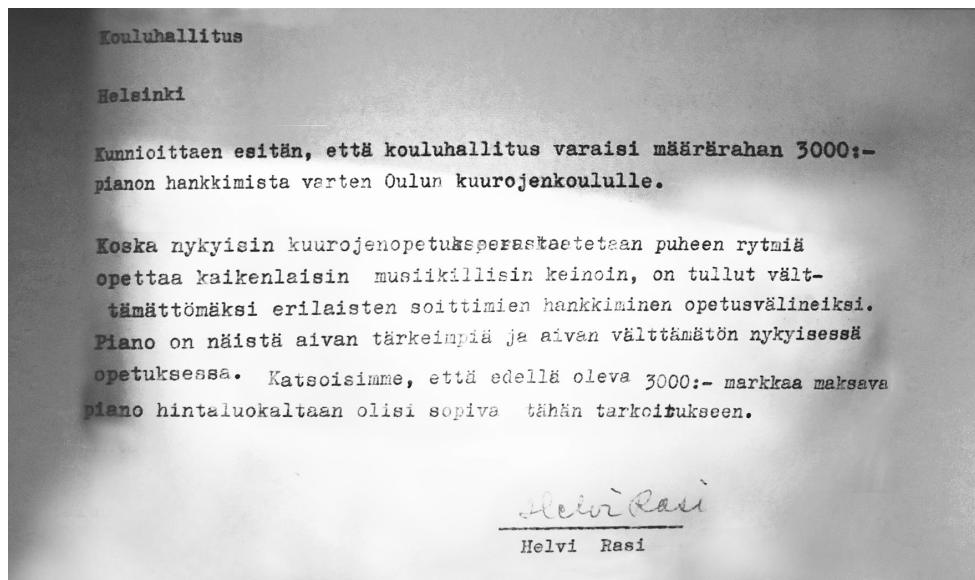 Kouluhallitus
Helsinki
Kunnioittaen esitän, että kouluhallitus varaisi määrärahan 3000:-
pianon hankkimista varten Oulun kuurojenkoululle.
Koska nykyisin puheen rytmiä
opettaa kaikenlaisin musiikillisin keinoin, on tullut vält-
tämättömäksi erilaisten soittimien hankkiminen opetusvälineiksi.
Piano on näistä aivan tärkeimpiä ja aivan välttämätön nykyisessä
opetuksessa. Katsoisimme, että edellä oleva 3000:- markkaa maksava
piano hintaluokaltaan olisi sopiva tähän tarkoitukseen.
Helvi Rasi
Helvi Rasi